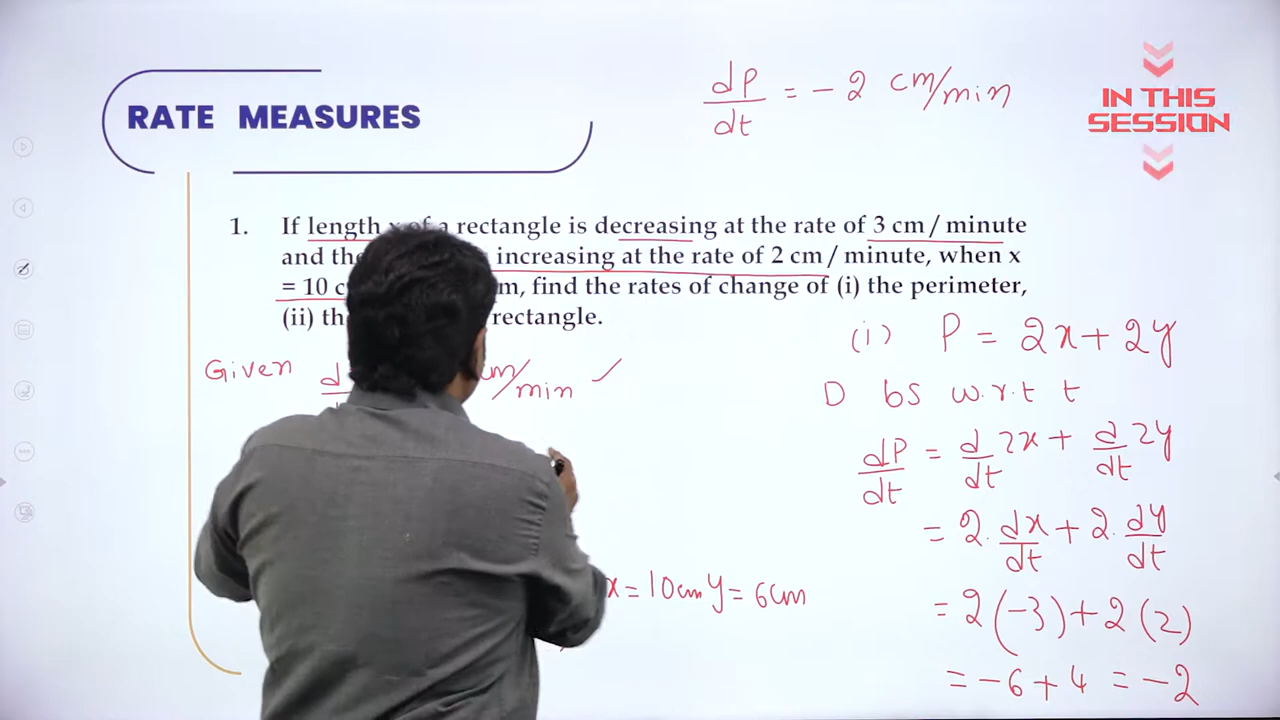 dP/dt = -2 cm/min
IN THIS
SESSION
RATE MEASURES
1. If length x of a rectangle is decreasing at the rate of 3 cm / minute
and the increasing at the rate of 2 cm / minute, when x
= 10 find the rates of change of (i) the perimeter,
(ii) rectangle.
(i) P = 2x + 2y
Given cm/min ✓
D bs w.r.t t
dP/dt = d/dt 2x + d/dt 2y
= 2. dx/dt + 2. dy/dt
x = 10cm y = 6cm
= 2(-3) + 2(2)
= -6 + 4 = -2